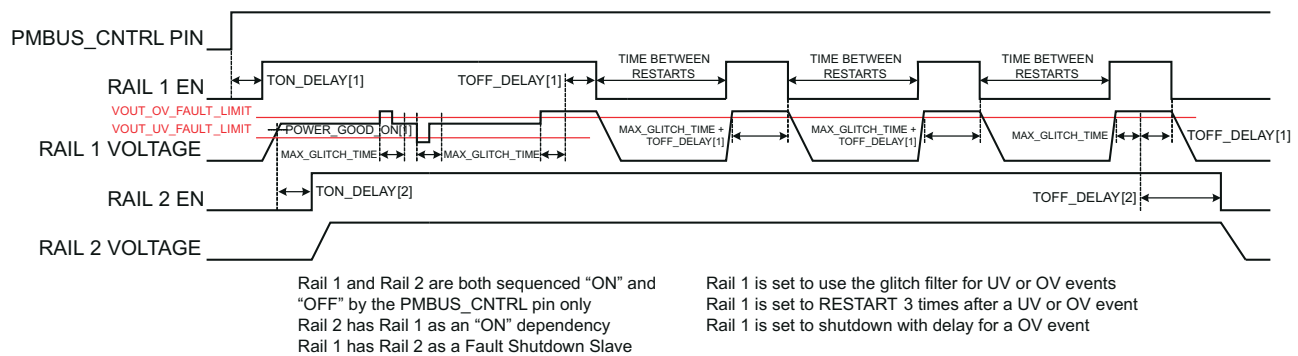 PMBUS_CNTRL PIN
TON_DELAY[1]
TOFF_DELAY[1]
TIME BETWEEN
RESTARTS
TIME BETWEEN
RESTARTS
TIME BETWEEN
RESTARTS
RAIL 1 EN
VOUT_OV_FAULT_LIMIT
VOUT_UV_FAULT_LIMIT
POWER_GOOD_ON[1]
MAX_GLITCH_TIME +
TOFF_DELAY[1]
MAX_GLITCH_TIME +
TOFF_DELAY[1]
MAX_GLITCH_TIME
TOFF_DELAY[1]
RAIL 1 VOLTAGE
MAX_GLITCH_TIME
MAX_GLITCH_TIME
RAIL 2 EN
TON_DELAY[2]
TOFF_DELAY[2]
RAIL 2 VOLTAGE
Rail 1 and Rail 2 are both sequenced “ON” and
“OFF” by the PMBUS_CNTRL pin only
Rail 2 has Rail 1 as an “ON” dependency
Rail 1 has Rail 2 as a Fault Shutdown Slave
Rail 1 is set to use the glitch filter for UV or OV events
Rail 1 is set to RESTART 3 times after a UV or OV event
Rail 1 is set to shutdown with delay for a OV event